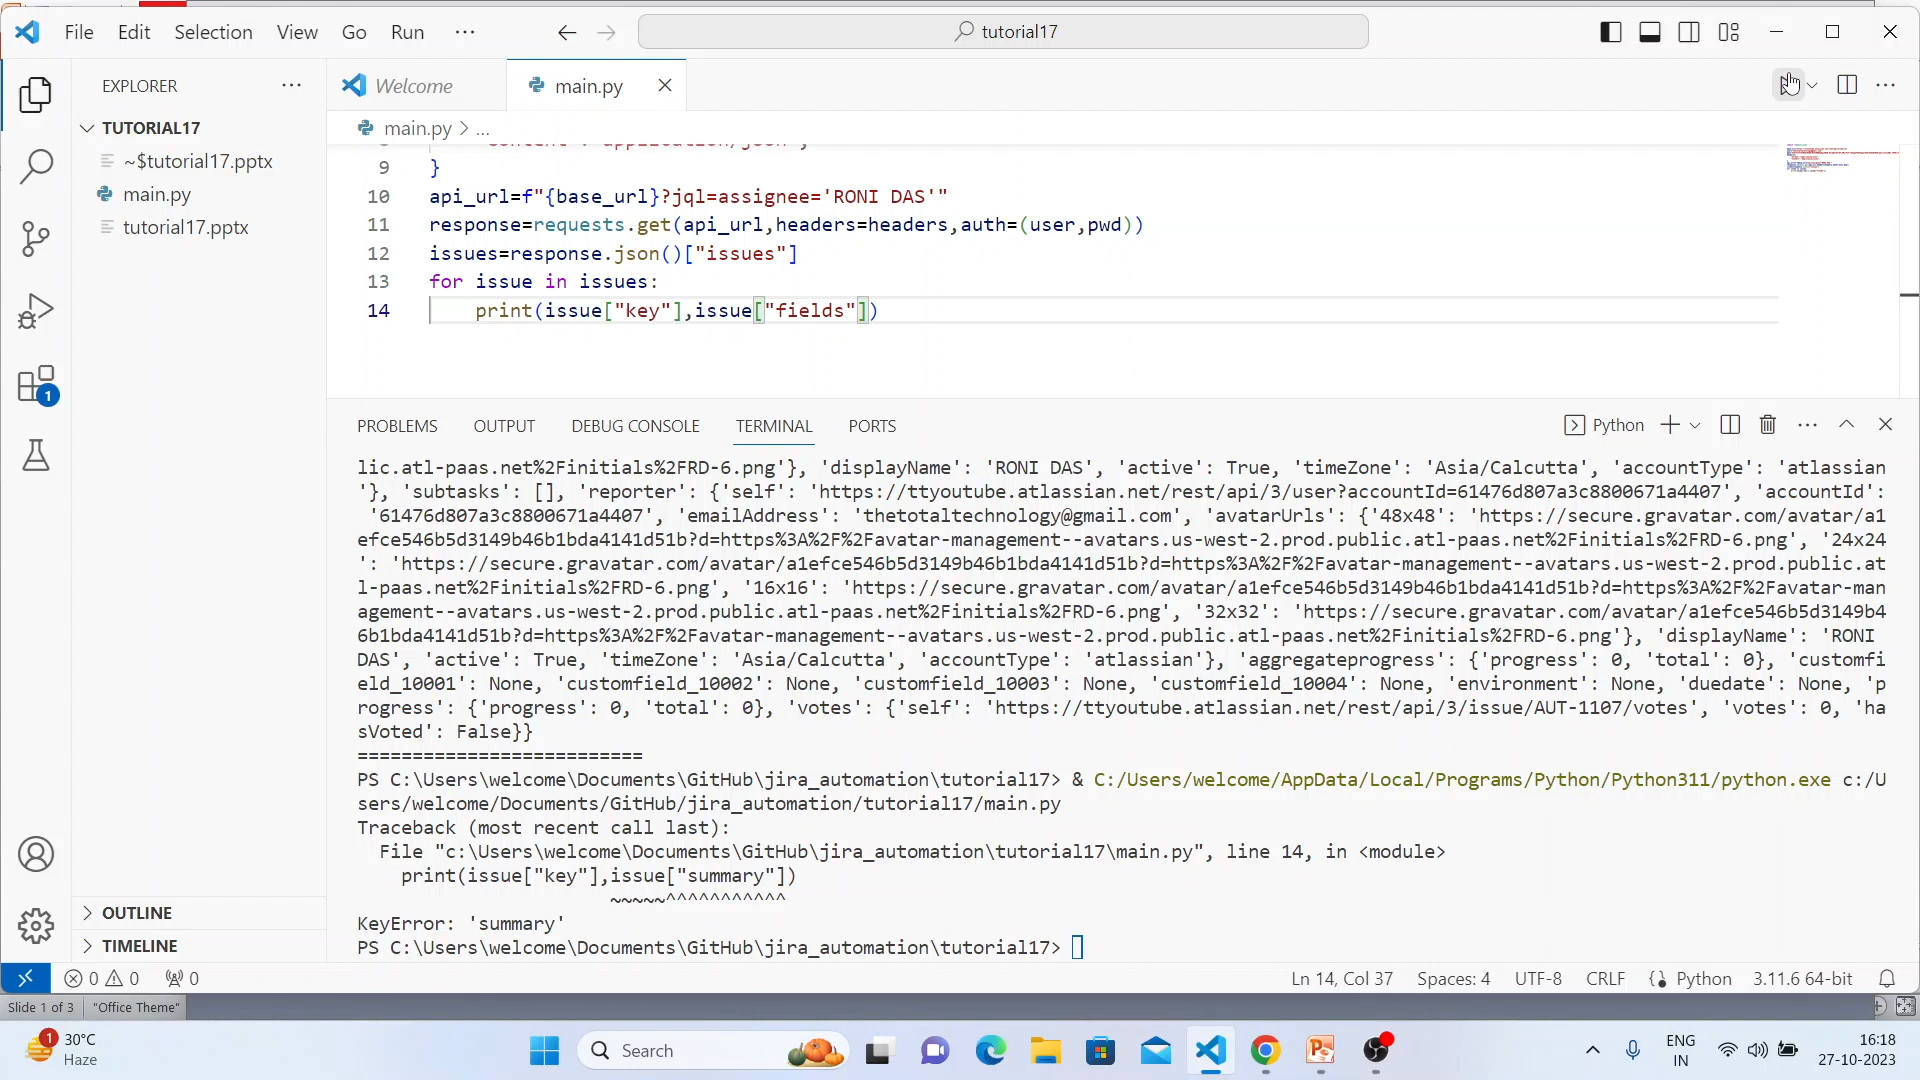 File Edit Selection View Go Run ···
tutorial17
EXPLORER
TUTORIAL17
~$tutorial17.pptx
main.py
tutorial17.pptx
OUTLINE
TIMELINE
1
Welcome
main.py
main.py > ...
9 }
10 api_url=f"{base_url}?jql=assignee='RONI DAS'"
11 response=requests.get(api_url,headers=headers,auth=(user,pwd))
12 issues=response.json()["issues"]
13 for issue in issues:
14 print(issue["key"],issue["fields"])
PROBLEMS OUTPUT DEBUG CONSOLE TERMINAL PORTS
Python
lic.atl-paas.net%2Finitials%2FRD-6.png'}, 'displayName': 'RONI DAS', 'active': True, 'timeZone': 'Asia/Calcutta', 'accountType': 'atlassian
'}, 'subtasks': [], 'reporter': {'self': 'https://ttyoutube.atlassian.net/rest/api/3/user?accountId=61476d807a3c8800671a4407', 'accountId':
'61476d807a3c8800671a4407', 'emailAddress': 'thetotaltechnology@gmail.com', 'avatarUrls': {'48x48': 'https://secure.gravatar.com/avatar/a1
efce546b5d3149b46b1bda4141d51b?d=https%3A%2F%2Favatar-management--avatars.us-west-2.prod.public.atl-paas.net%2Finitials%2FRD-6.png', '24x24
': 'https://secure.gravatar.com/avatar/a1efce546b5d3149b46b1bda4141d51b?d=https%3A%2F%2Favatar-management--avatars.us-west-2.prod.public.at
l-paas.net%2Finitials%2FRD-6.png', '16x16': 'https://secure.gravatar.com/avatar/a1efce546b5d3149b46b1bda4141d51b?d=https%3A%2F%2Favatar-man
agement--avatars.us-west-2.prod.public.atl-paas.net%2Finitials%2FRD-6.png', '32x32': 'https://secure.gravatar.com/avatar/a1efce546b5d3149b4
6b1bda4141d51b?d=https%3A%2F%2Favatar-management--avatars.us-west-2.prod.public.atl-paas.net%2Finitials%2FRD-6.png'}, 'displayName': 'RONI
DAS', 'active': True, 'timeZone': 'Asia/Calcutta', 'accountType': 'atlassian'}, 'aggregateprogress': {'progress': 0, 'total': 0}, 'customfi
eld_10001': None, 'customfield_10002': None, 'customfield_10003': None, 'customfield_10004': None, 'environment': None, 'duedate': None, 'p
rogress': {'progress': 0, 'total': 0}, 'votes': {'self': 'https://ttyoutube.atlassian.net/rest/api/3/issue/AUT-1107/votes', 'votes': 0, 'ha
sVoted': False}}
==========================
PS C:\Users\welcome\Documents\GitHub\jira_automation\tutorial17> & C:/Users/welcome/AppData/Local/Programs/Python/Python311/python.exe c:/U
sers/welcome/Documents/GitHub/jira_automation/tutorial17/main.py
Traceback (most recent call last):
File "c:\Users\welcome\Documents\GitHub\jira_automation\tutorial17\main.py", line 14, in <module>
print(issue["key"],issue["summary"])
~~~~~^^^^^^^^^^^
KeyError: 'summary'
PS C:\Users\welcome\Documents\GitHub\jira_automation\tutorial17>
0 0 0
Ln 14, Col 37 Spaces: 4 UTF-8 CRLF Python 3.11.6 64-bit
Slide 1 of 3 "Office Theme"
1
30°C
Haze
Search
ENG
IN
16:18
27-10-2023